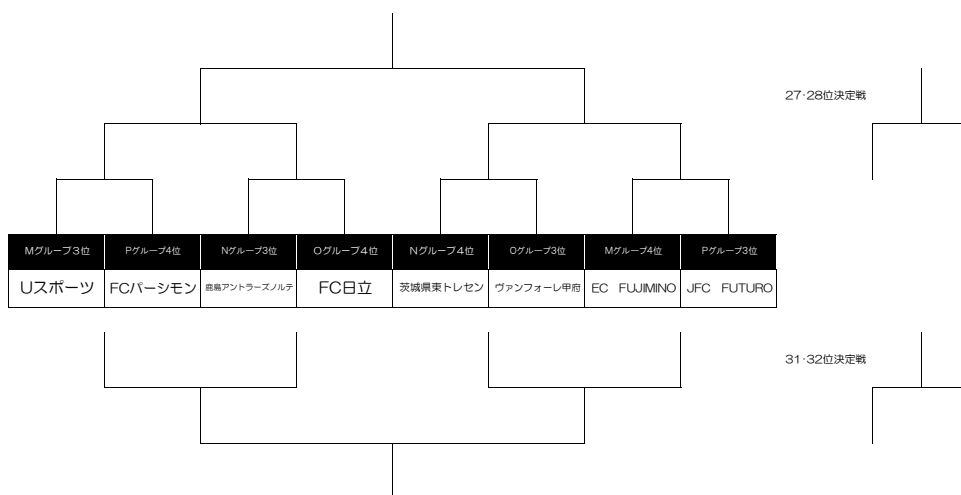 27・28位決定戦
Mグループ3位 Pグループ4位 Nグループ3位 Oグループ4位 Nグループ4位 Oグループ3位 Mグループ4位 Pグループ3位
Uスポーツ FCパーシモン 鹿島アントラーズノルテ FC日立 茨城県東トレセン ヴァンフォーレ甲府 EC　FUJIMINO JFC　FUTURO
31・32位決定戦